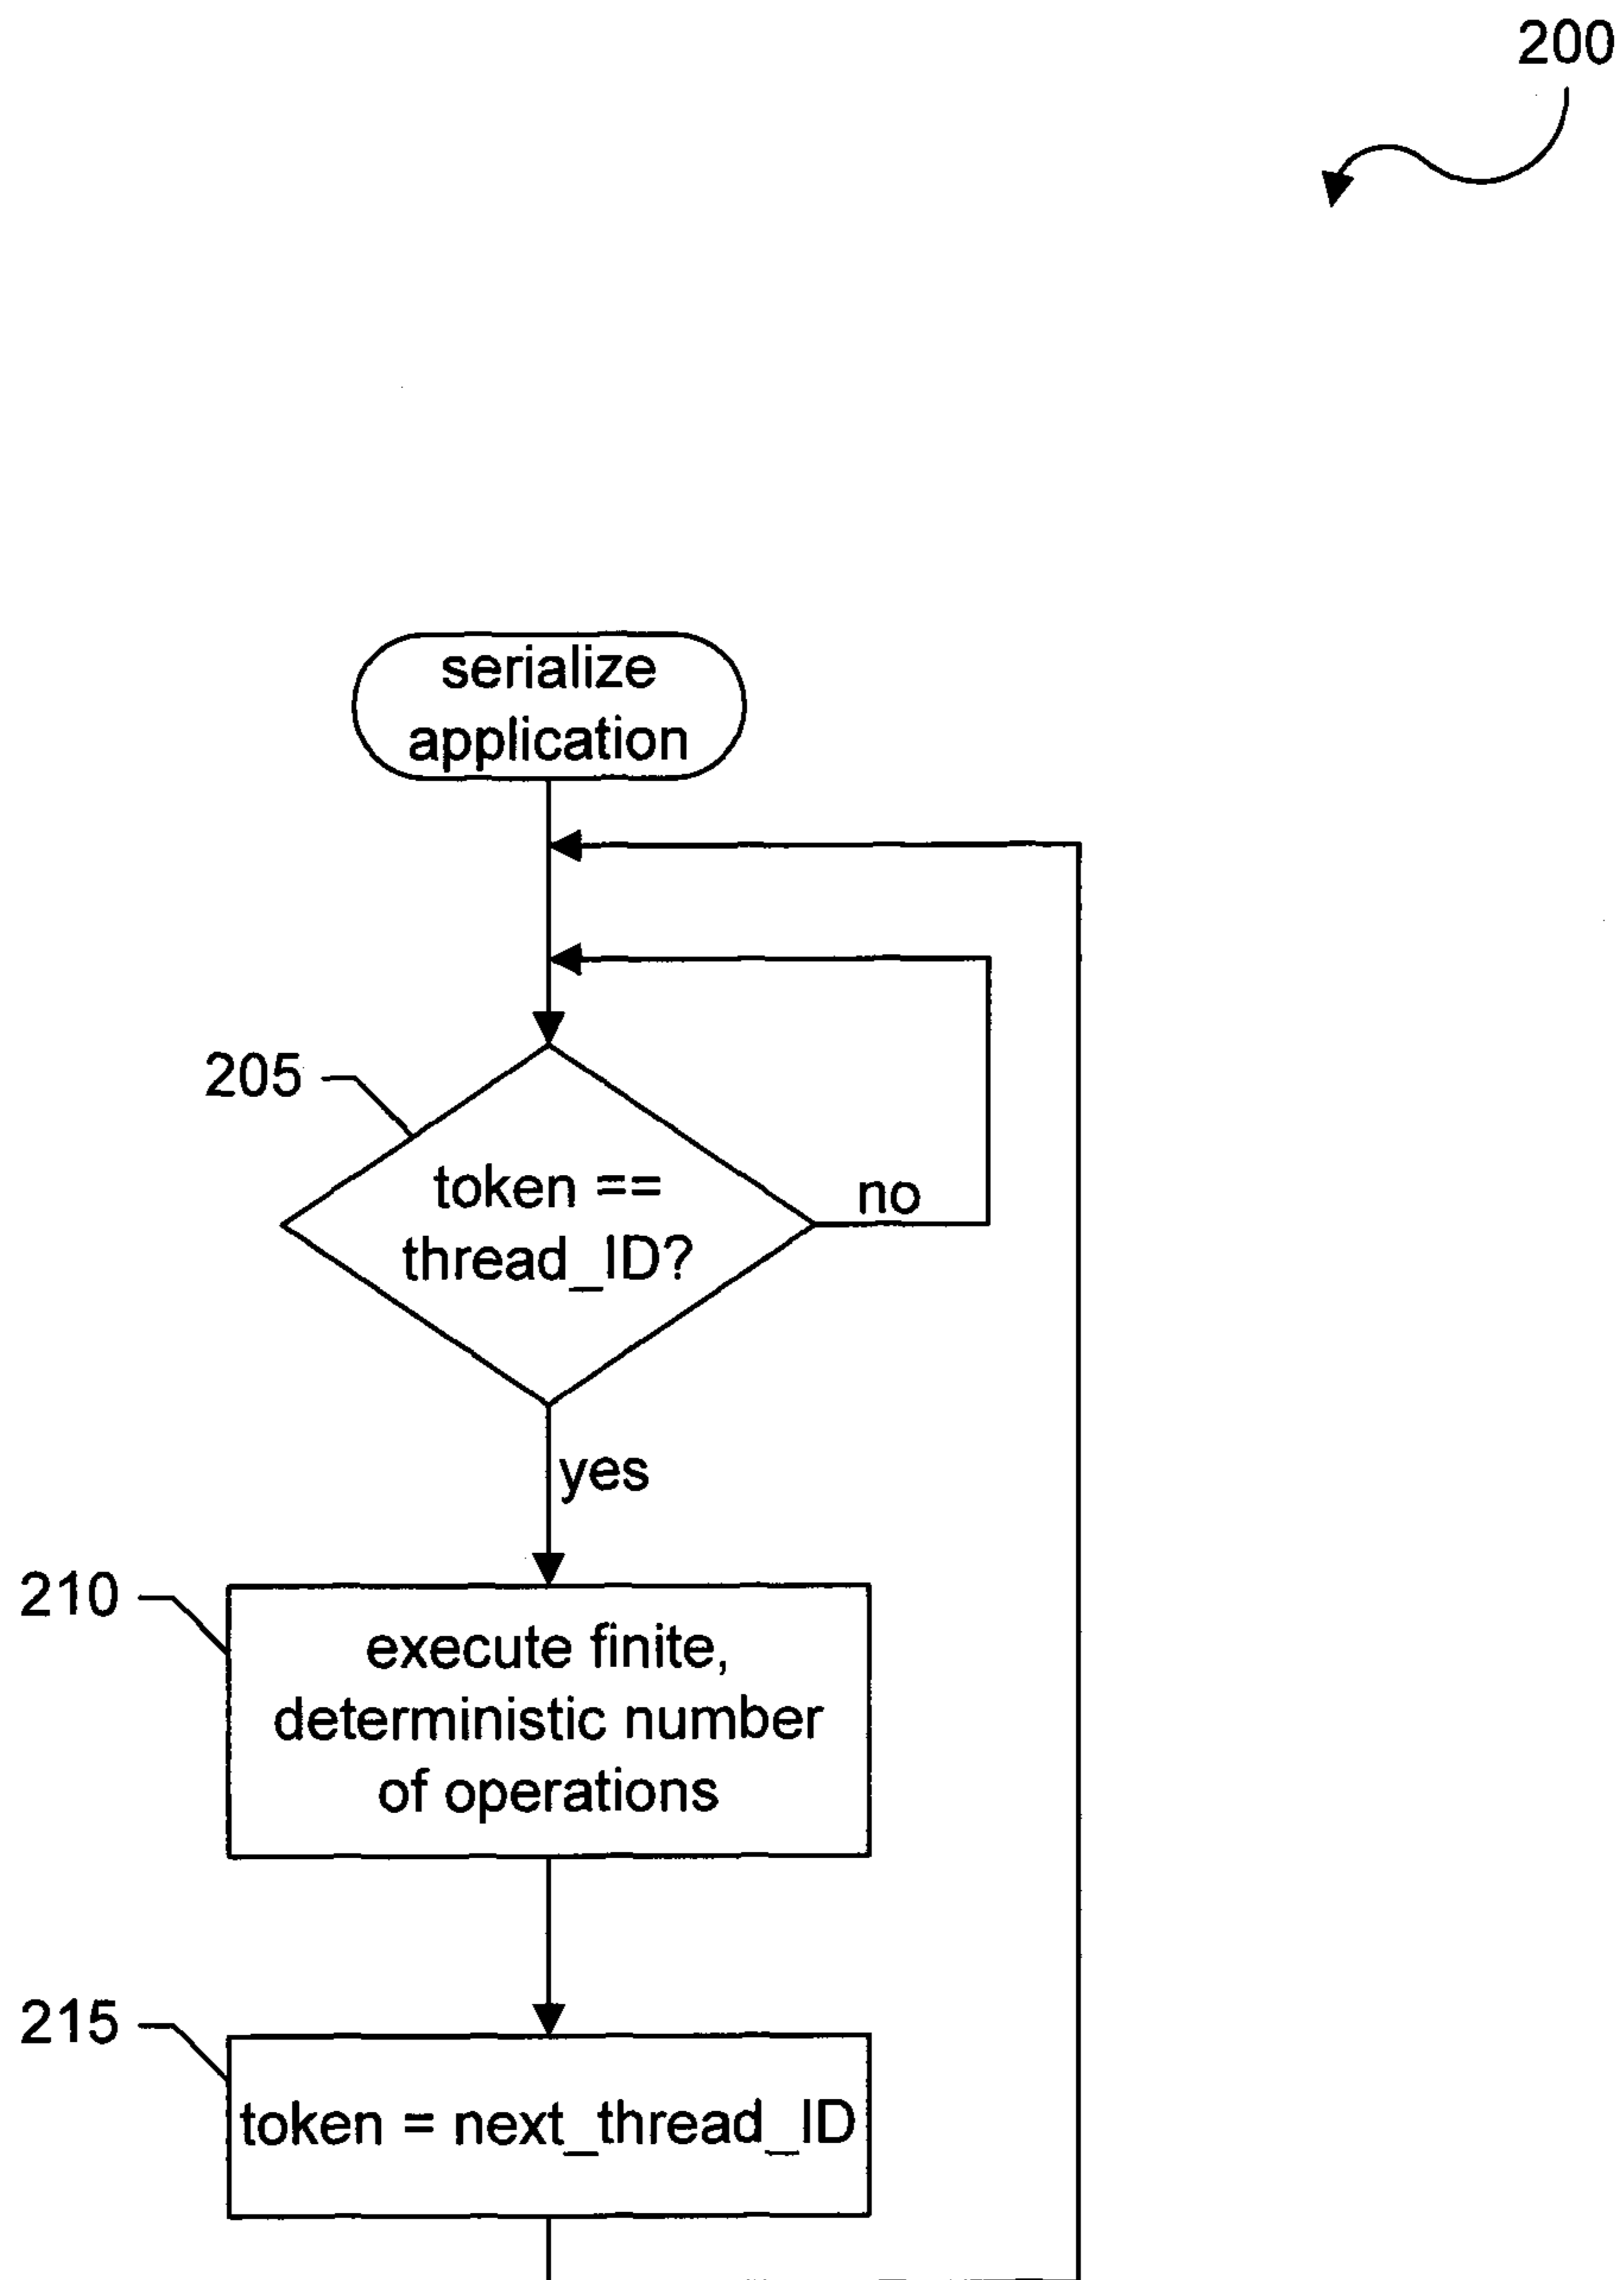 200
serialize
application
205
token ==
thread_ID?
no
yes
210
execute finite,
deterministic number
of operations
215
token = next_thread_ID